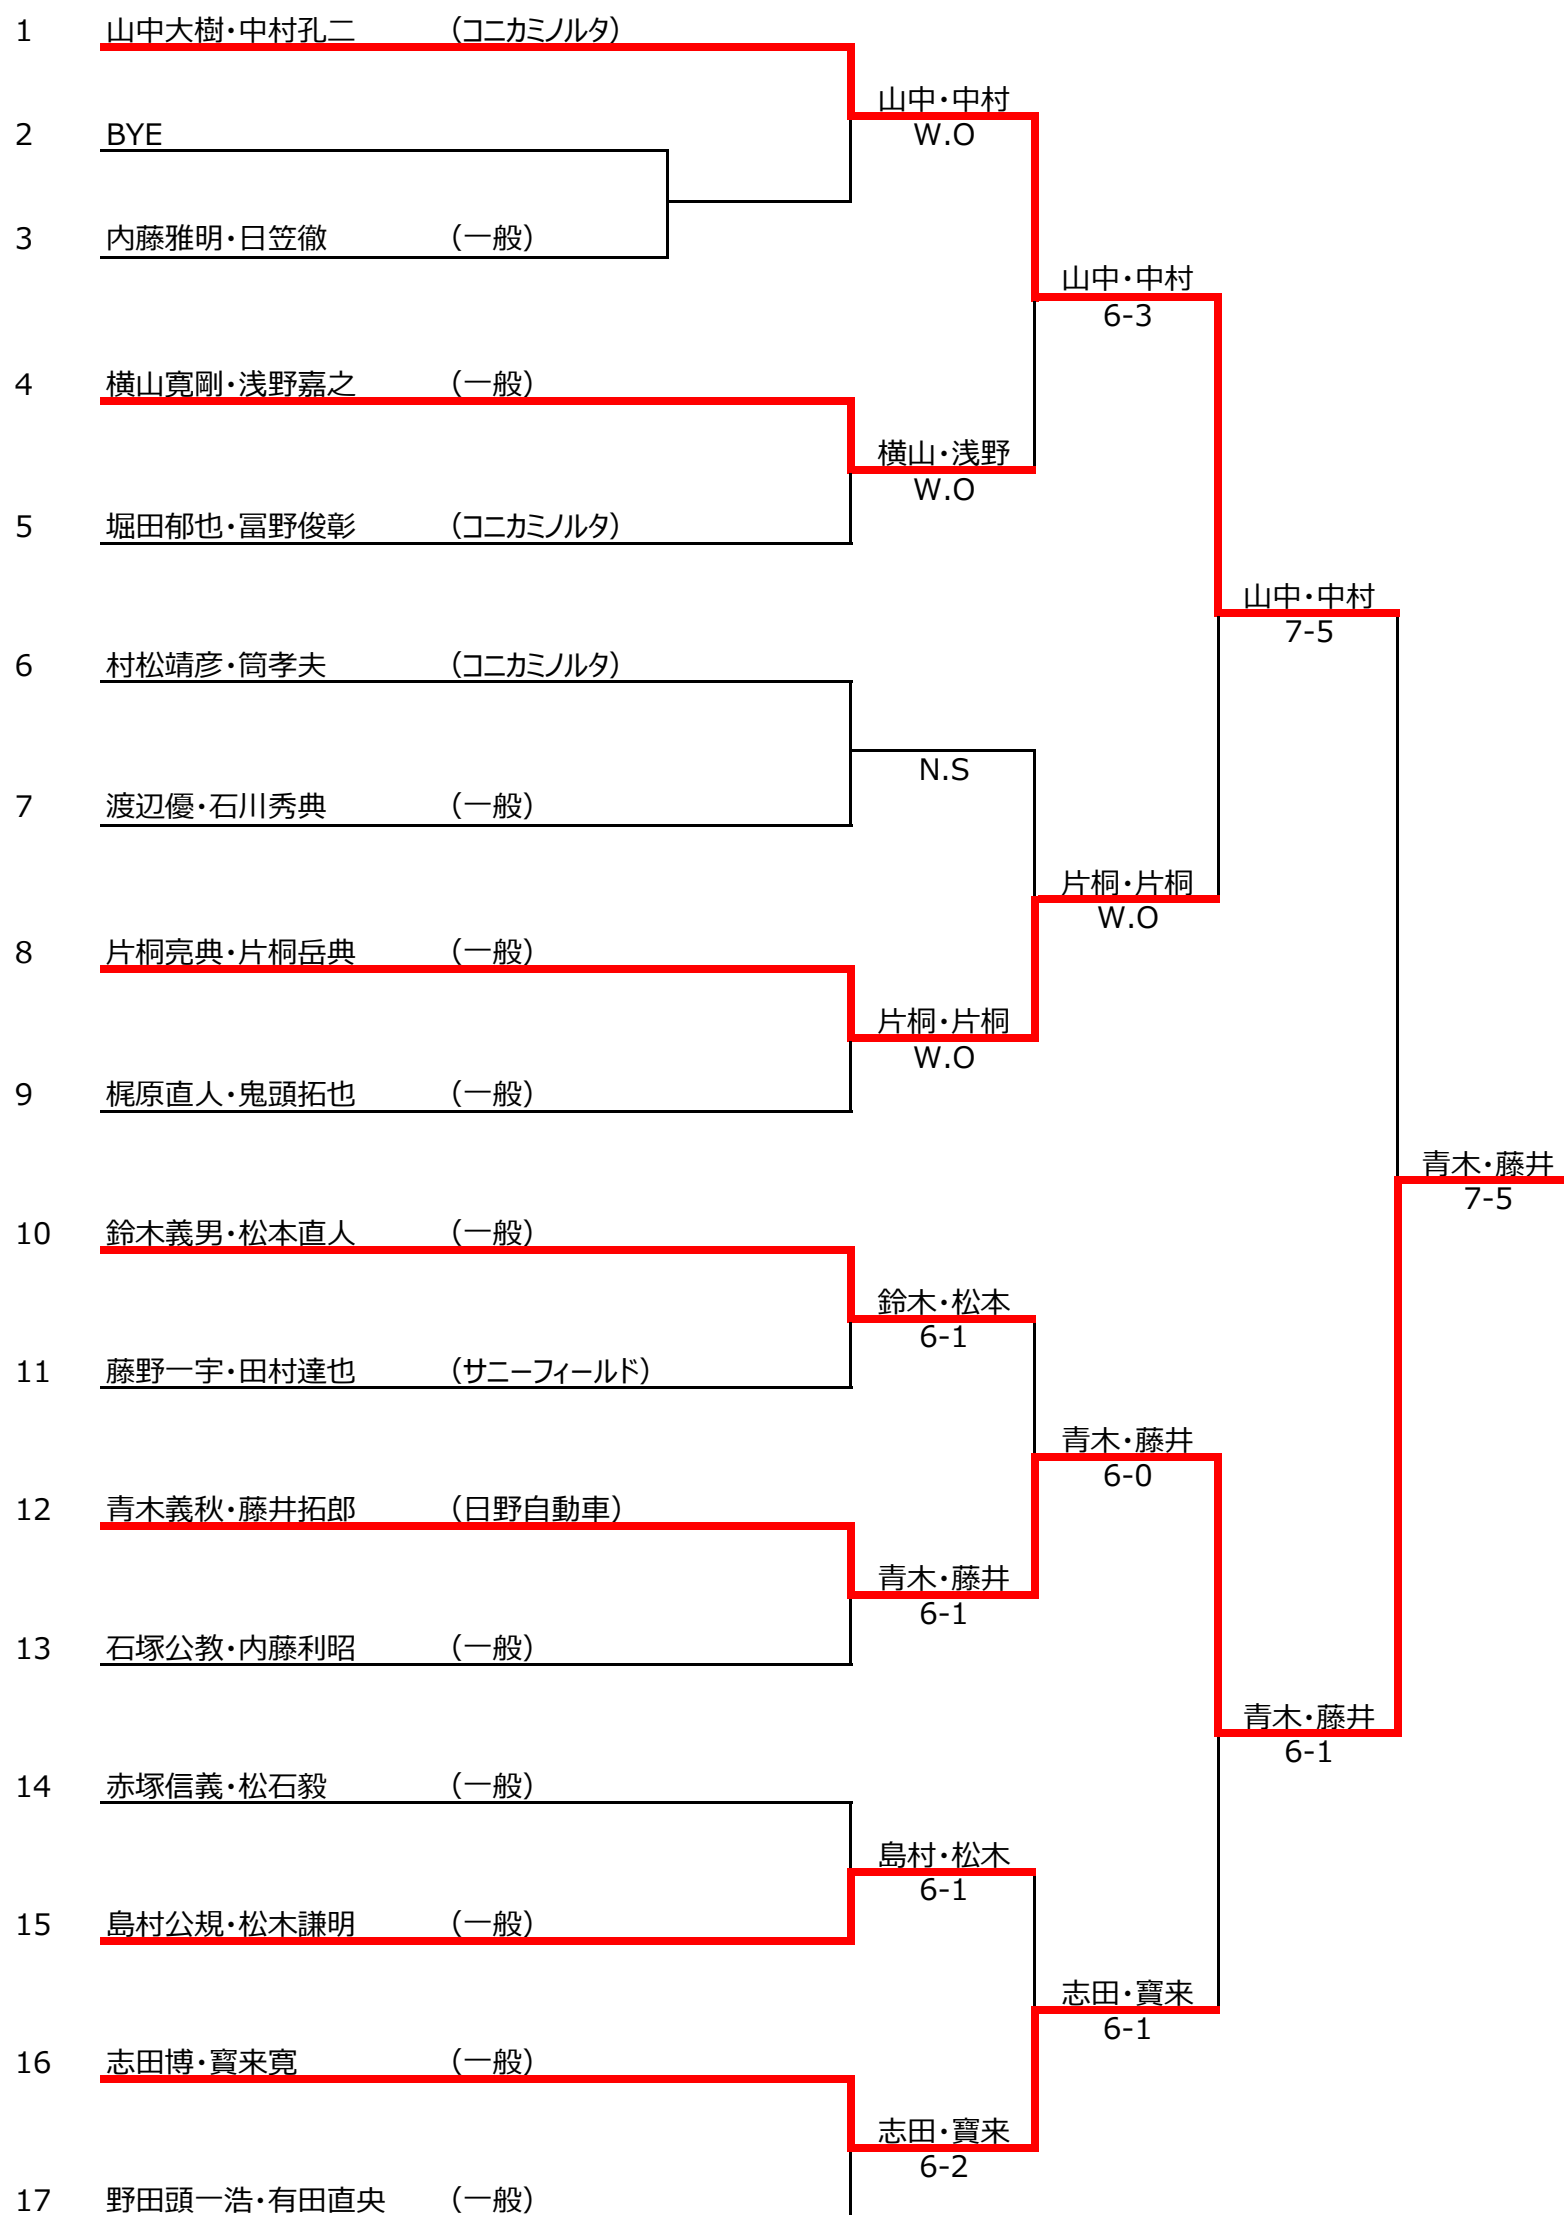 1 山中大樹・中村孔二 （コニカミノルタ）
山中・中村
2 BYE
W.O
3 内藤雅明・日笠徹 （一般）
山中・中村
6-3
4 横山寛剛・浅野嘉之 （一般）
横山・浅野
W.O
5 堀田郁也・冨野俊彰 （コニカミノルタ）
山中・中村
7-5
6 村松靖彦・筒孝夫 （コニカミノルタ）
N.S
7 渡辺優・石川秀典 （一般）
片桐・片桐
W.O
8 片桐亮典・片桐岳典 （一般）
片桐・片桐
W.O
9 梶原直人・鬼頭拓也 （一般）
青木・藤井
7-5
10 鈴木義男・松本直人 （一般）
鈴木・松本
6-1
11 藤野一宇・田村達也 （サニーフィールド）
青木・藤井
6-0
12 青木義秋・藤井拓郎 （日野自動車）
青木・藤井
6-1
13 石塚公教・内藤利昭 （一般）
青木・藤井
6-1
14 赤塚信義・松石毅 （一般）
島村・松木
6-1
15 島村公規・松木謙明 （一般）
志田・寶来
6-1
16 志田博・寳来寛 （一般）
志田・寶来
6-2
17 野田頭一浩・有田直央 （一般）